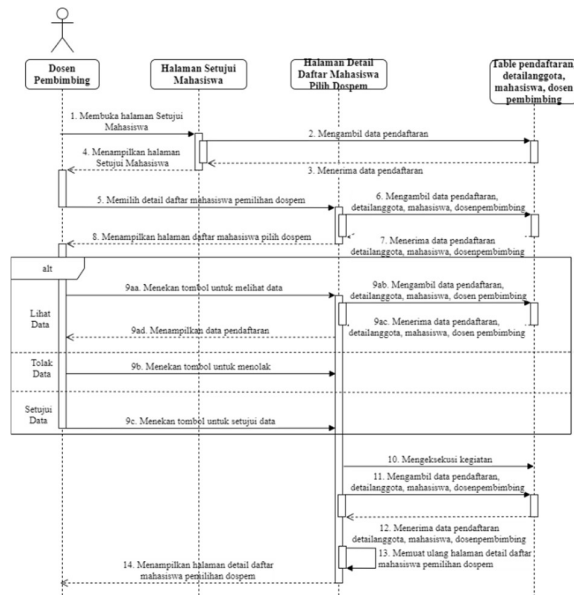 Dosen
Pembimbing
Halaman Setujui
Mahasiswa
Halaman Detail
Daftar Mahasiswa
Pilih Dospem
Table pendaftaran,
detailanggota,
mahasiswa, dosen
pembimbing
1. Membuka halaman Setujui
Mahasiswa
2. Mengambil data pendaftaran
3. Menerima data pendaftaran
4. Menampilkan halaman
Setujui Mahasiswa
5. Memilih detail daftar mahasiswa pemilihan dospem
6. Mengambil data pendaftaran,
detailanggota, mahasiswa, dosenpembimbing
7. Menerima data pendaftaran
detailanggota, mahasiswa, dosenpembimbing
8. Menampilkan halaman daftar mahasiswa pilih dospem
alt
Lihat
Data
9aa. Menekan tombol untuk melihat data
9ab. Mengambil data pendaftaran,
detailanggota, mahasiswa, dosen pembimbing
9ac. Menerima data pendaftaran,
detailanggota, mahasiswa, dosen pembimbing
9ad. Menampilkan data pendaftaran
Tolak
Data
9b. Menekan tombol untuk menolak
Setujui
Data
9c. Menekan tombol untuk setujui data
10. Mengeksekusi kegiatan
11. Mengambil data pendaftaran,
detailanggota, mahasiswa, dosenpembimbing
12. Menerima data pendaftaran
detailanggota, mahasiswa, dosenpembimbing
13. Memuat ulang halaman detail daftar
mahasiswa pemilihan dospem
14. Menampilkan halaman detail daftar
mahasiswa pemilihan dospem